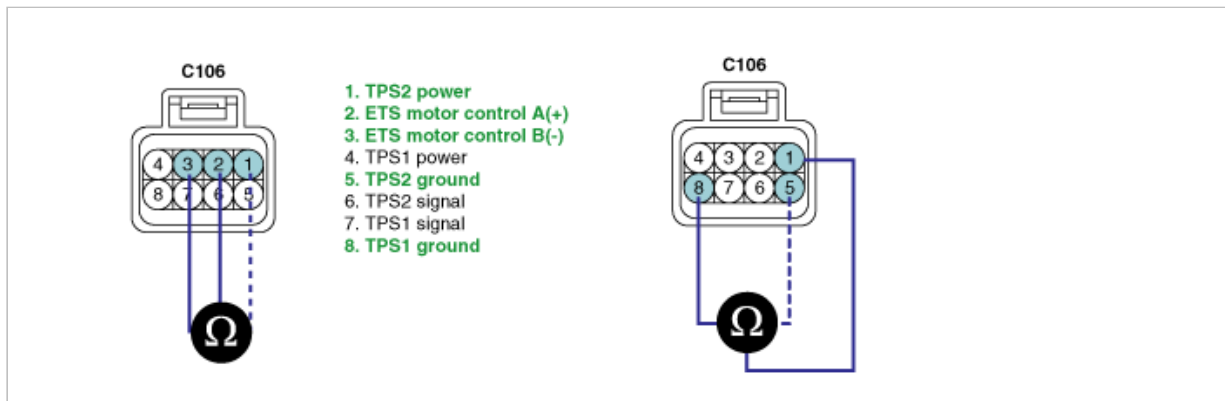 C106
4 3 2 1
8 7 6 5
Ω
1. TPS2 power
2. ETS motor control A(+)
3. ETS motor control B(-)
4. TPS1 power
5. TPS2 ground
6. TPS2 signal
7. TPS1 signal
8. TPS1 ground
C106
4 3 2 1
8 7 6 5
Ω